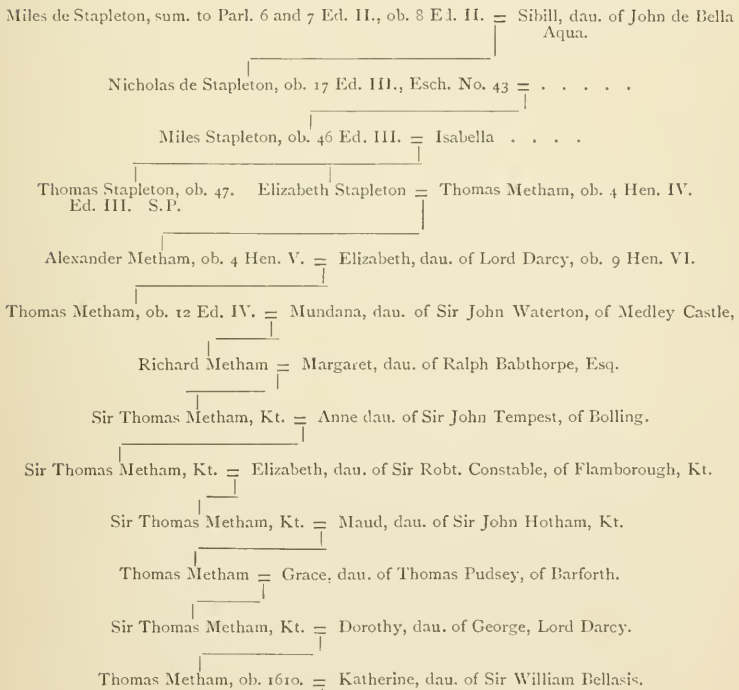 Miles de Stapleton, sum. to Parl. 6 and 7 Ed. II., ob. 8 Ed. II. = Sibill, dau. of John de Bella
Aqua.
Nicholas de Stapleton, ob. 17 Ed. III., Esch. No. 43 = . . . . .
Miles Stapleton, ob. 46 Ed. III. = Isabella . . . .
Thomas Stapleton, ob. 47. Elizabeth Stapleton = Thomas Metham, ob. 4 Hen. IV.
Ed. III. S.P.
Alexander Metham, ob. 4 Hen. V. = Elizabeth, dau. of Lord Darcy, ob. 9 Hen. VI.
Thomas Metham, ob. 12 Ed. IV. = Mundana, dau. of Sir John Waterton, of Medley Castle,
Richard Metham = Margaret, dau. of Ralph Babthorpe, Esq.
Sir Thomas Metham, Kt. = Anne dau. of Sir John Tempest, of Bolling.
Sir Thomas Metham, Kt. = Elizabeth, dau. of Sir Robt. Constable, of Flamborough, Kt.
Sir Thomas Metham, Kt. = Maud, dau. of Sir John Hotham, Kt.
Thomas Metham = Grace, dau. of Thomas Pudsey, of Barforth.
Sir Thomas Metham, Kt. = Dorothy, dau. of George, Lord Darcy.
Thomas Metham, ob. 1610. = Katherine, dau. of Sir William Bellasis.